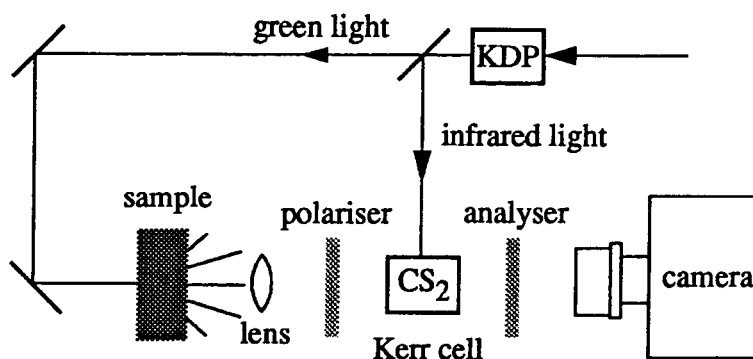 green light
KDP
infrared light
sample
polariser
analyser
CS2
camera
lens
Kerr cell